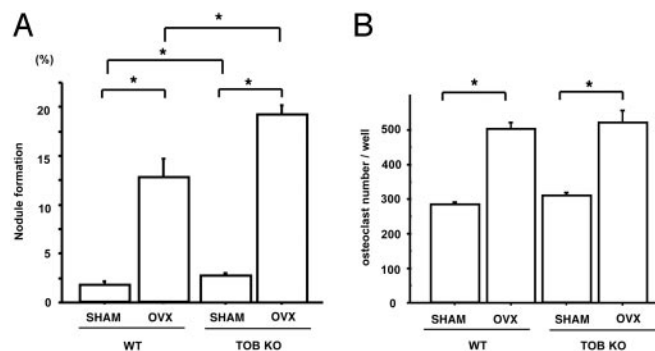 A
*
*
(%)
*
*
20
15
20
5
0
Nodule formation
SHAM OVX SHAM OVX
WT TOB KO
B
*
*
500
400
300
200
100
0
osteoclast number / well
SHAM OVX SHAM OVX
WT TOB KO